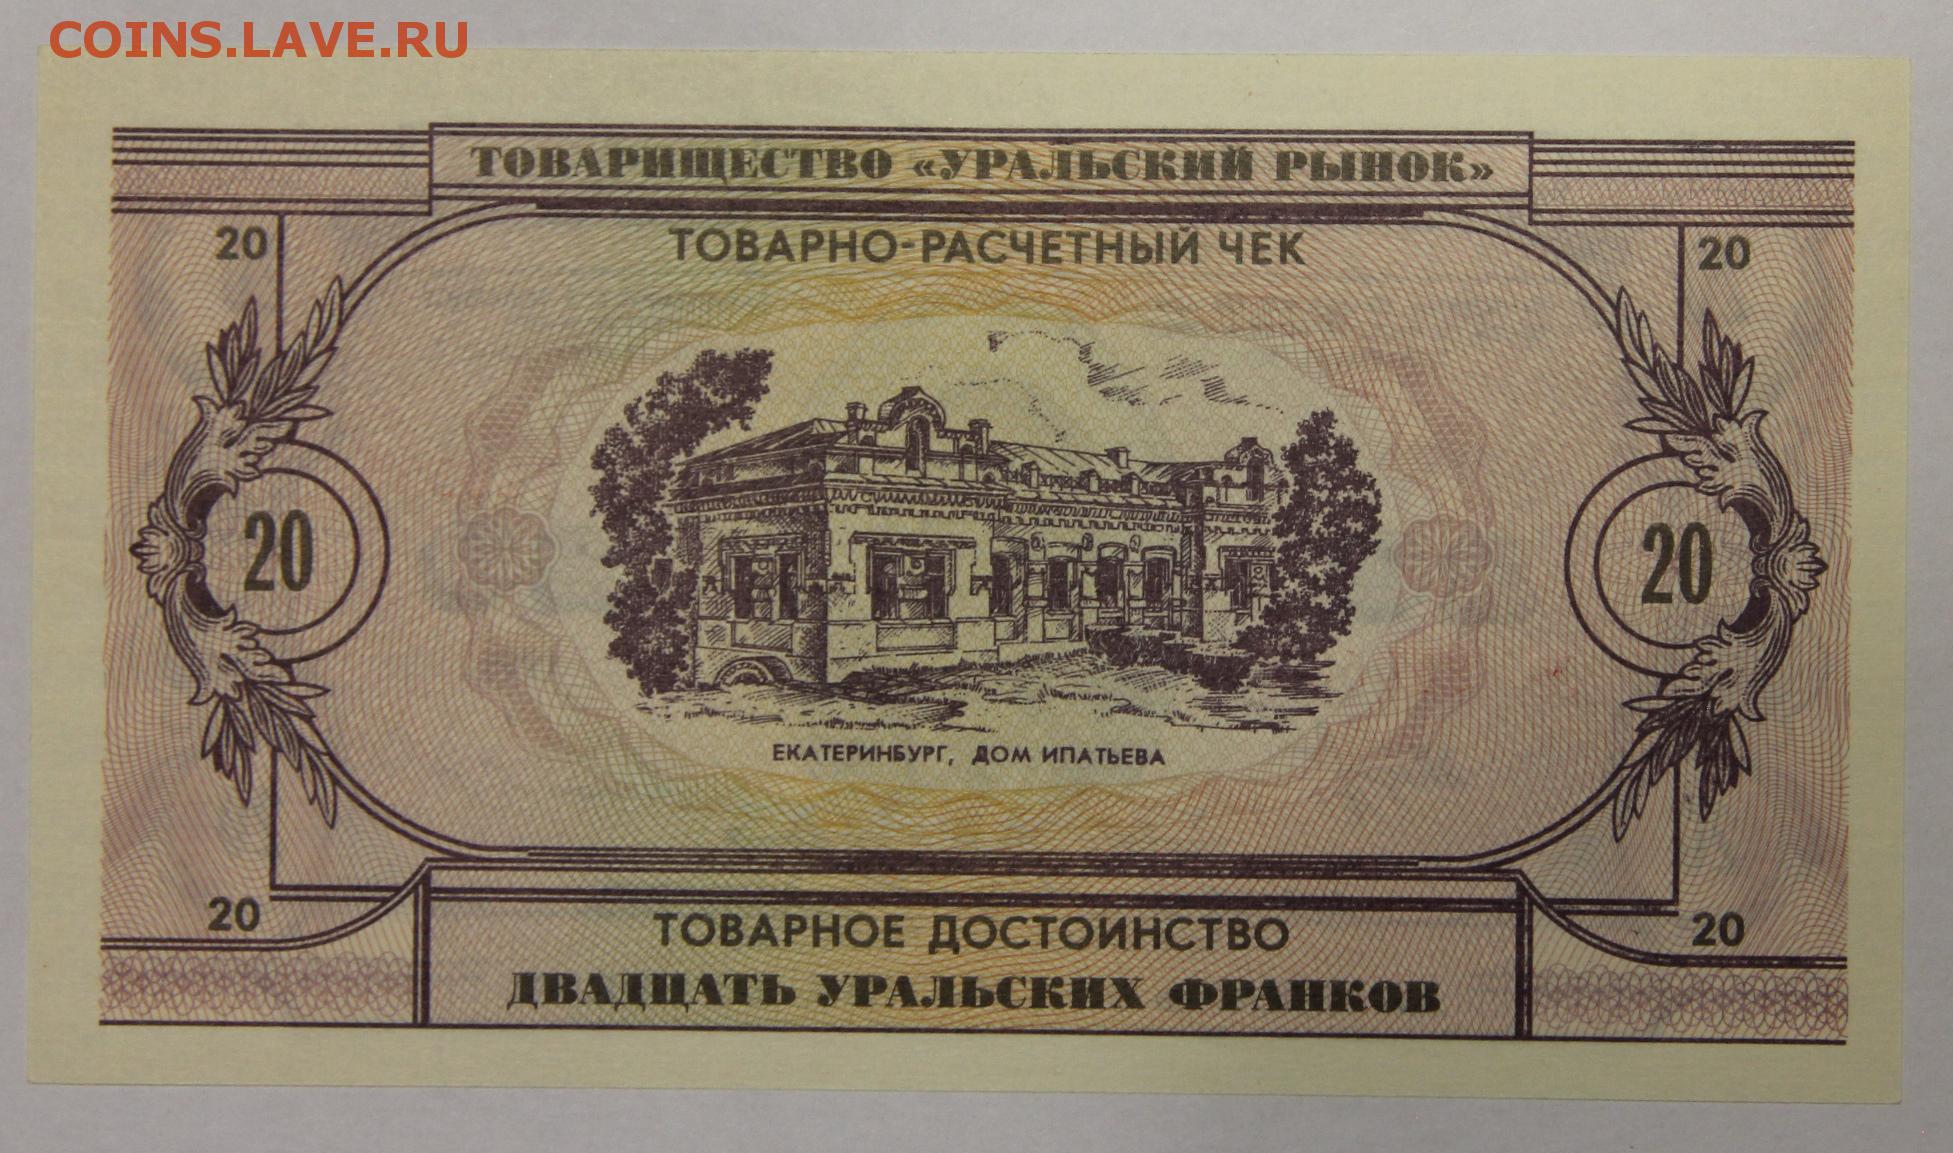 COINS.LAVE.RU
ТОВАРИЩЕСТВО «УРАЛЬСКИЙ РЫНОК»
20 ТОВАРНО-РАСЧЕТНЫЙ ЧЕК 20
20 20
ЕКАТЕРИНБУРГ, ДОМ ИПАТЬЕВА
20 ТОВАРНОЕ ДОСТОИНСТВО 20
ДВАДЦАТЬ УРАЛЬСКИХ ФРАНКОВ